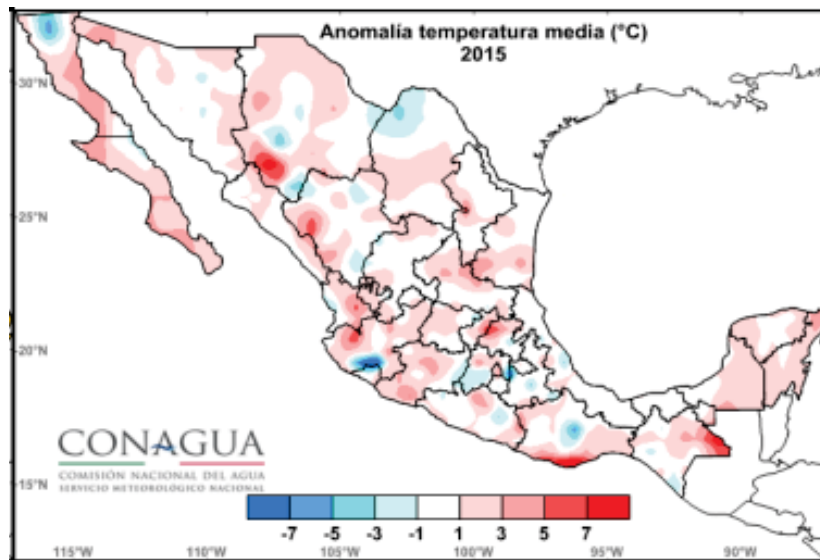 Anomalía temperatura media (°C)
2015
30°N
25°N
20°N
15°N
CONAGUA
COMISIÓN NACIONAL DEL AGUA
SERVICIO METEOROLÓGICO NACIONAL
-7 -5 -3 -1 1 3 5 7
115°W 110°W 105°W 100°W 95°W 90°W